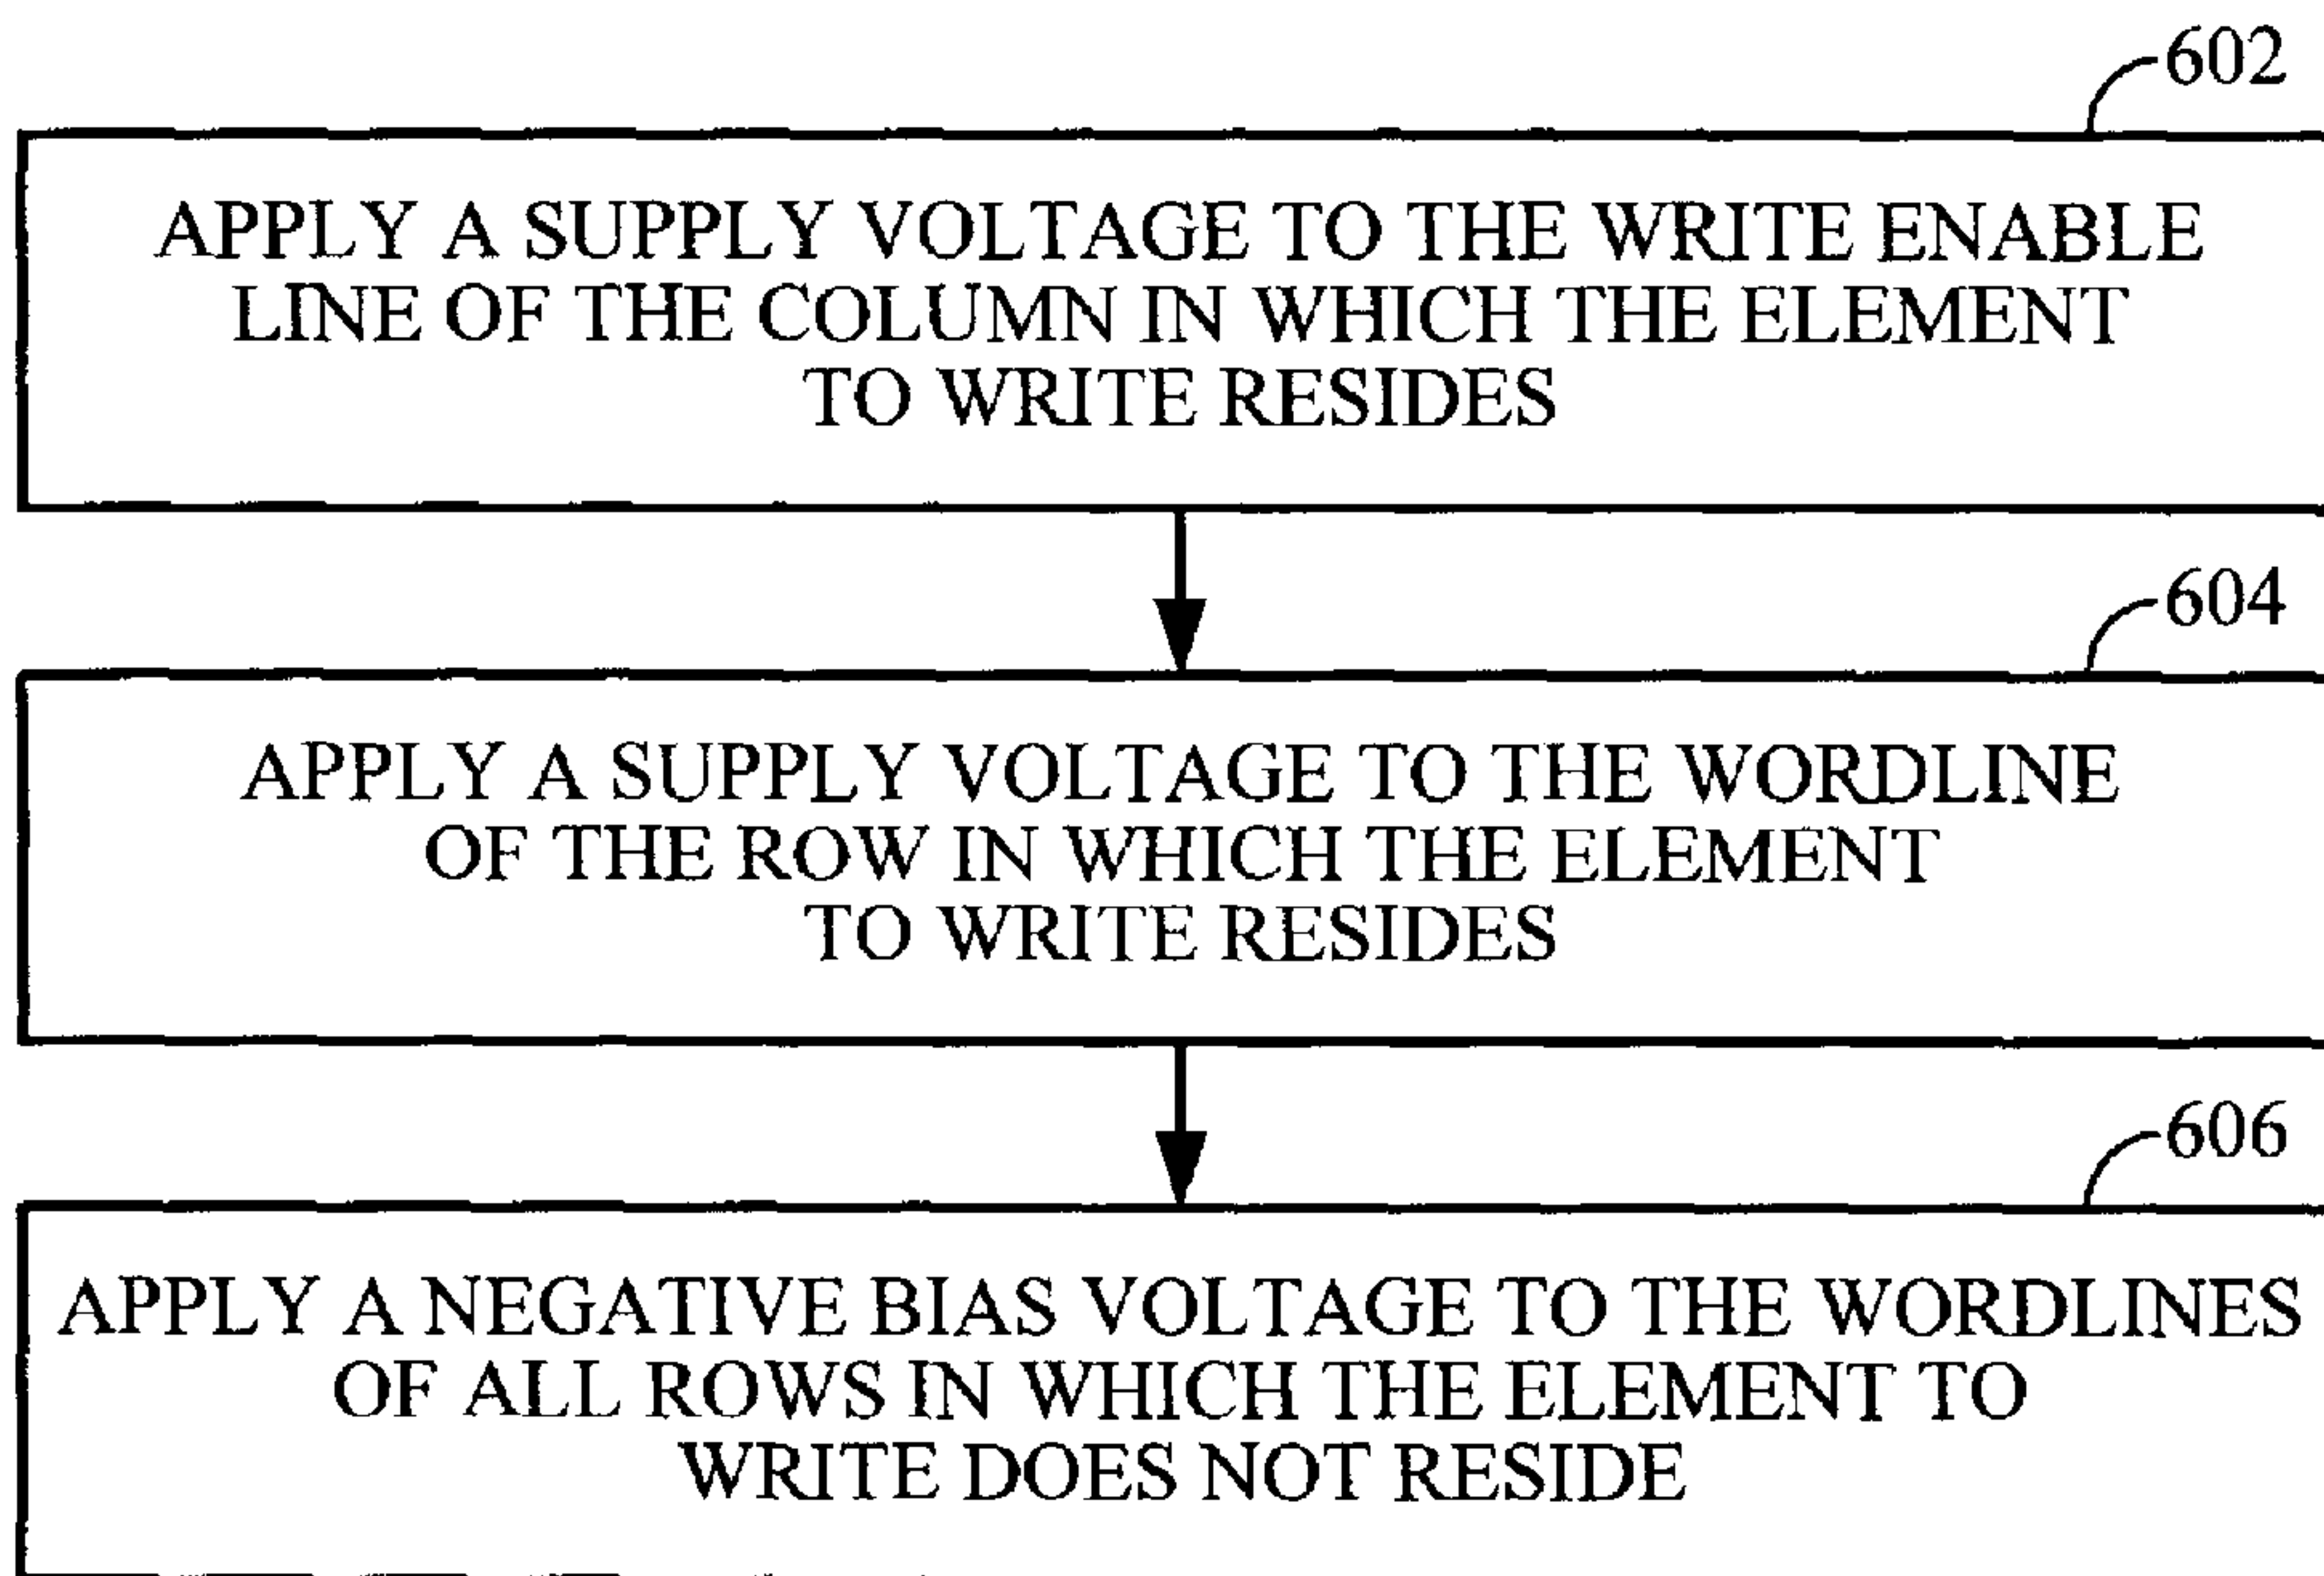 602
APPLY A SUPPLY VOLTAGE TO THE WRITE ENABLE
LINE OF THE COLUMN IN WHICH THE ELEMENT
TO WRITE RESIDES
604
APPLY A SUPPLY VOLTAGE TO THE WORDLINE
OF THE ROW IN WHICH THE ELEMENT
TO WRITE RESIDES
606
APPLY A NEGATIVE BIAS VOLTAGE TO THE WORDLINES
OF ALL ROWS IN WHICH THE ELEMENT TO
WRITE DOES NOT RESIDE